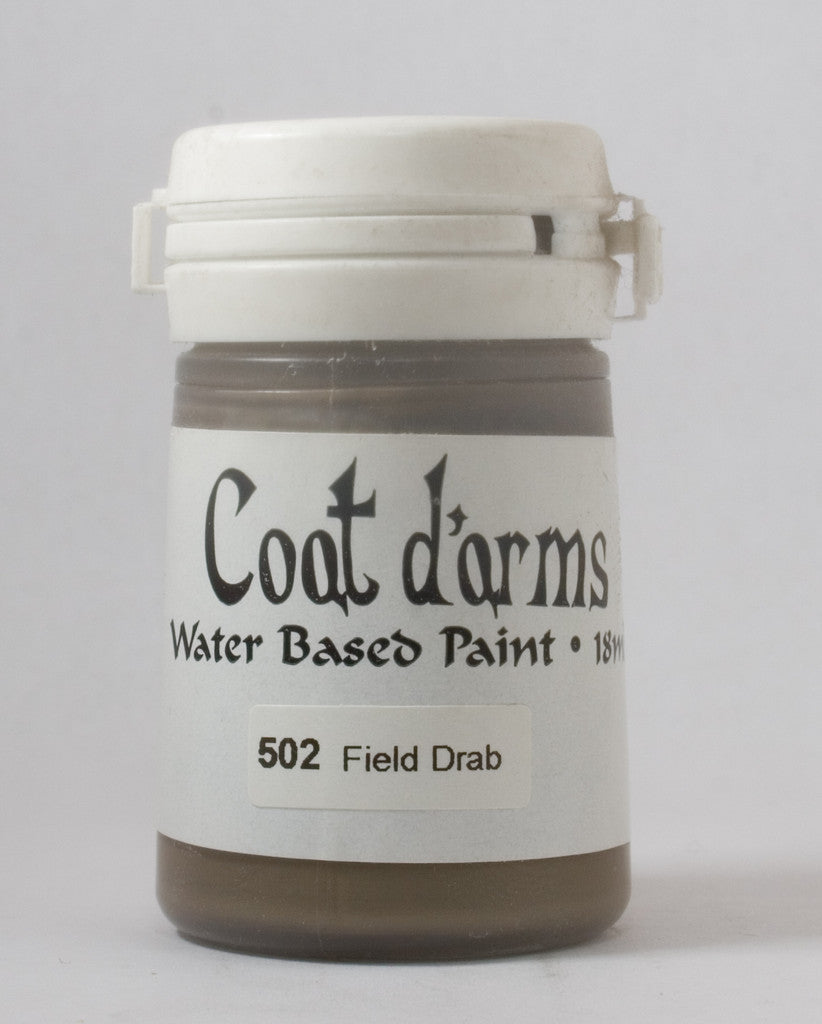 Coat d'arms
Water Based Paint • 18m
502 Field Drab